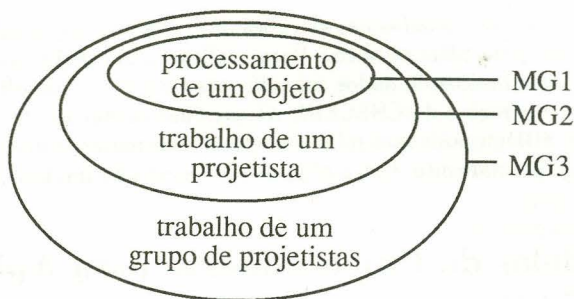 processamento
de um objeto
MG1
MG2
trabalho de um
projetista
MG3
trabalho de um
grupo de projetistas